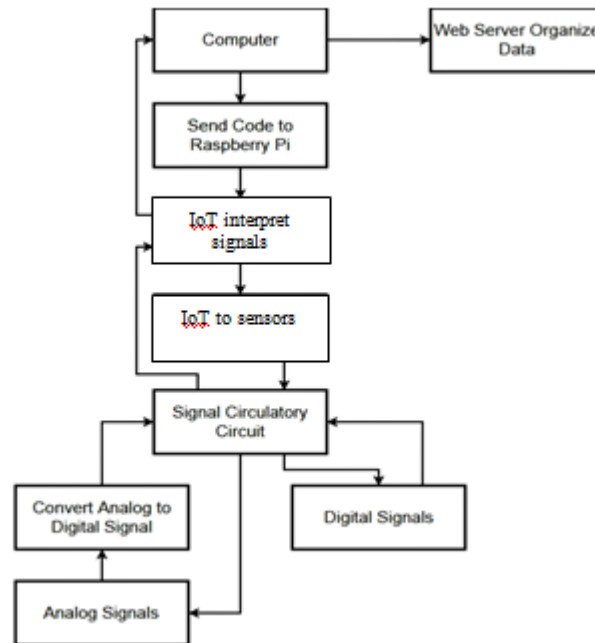 Computer
Web Server Organize
Data
Send Code to
Raspberry Pi
IoT interpret
signals
IoT to sensors
Signal Circulatory
Circuit
Convert Analog to
Digital Signal
Digital Signals
Analog Signals